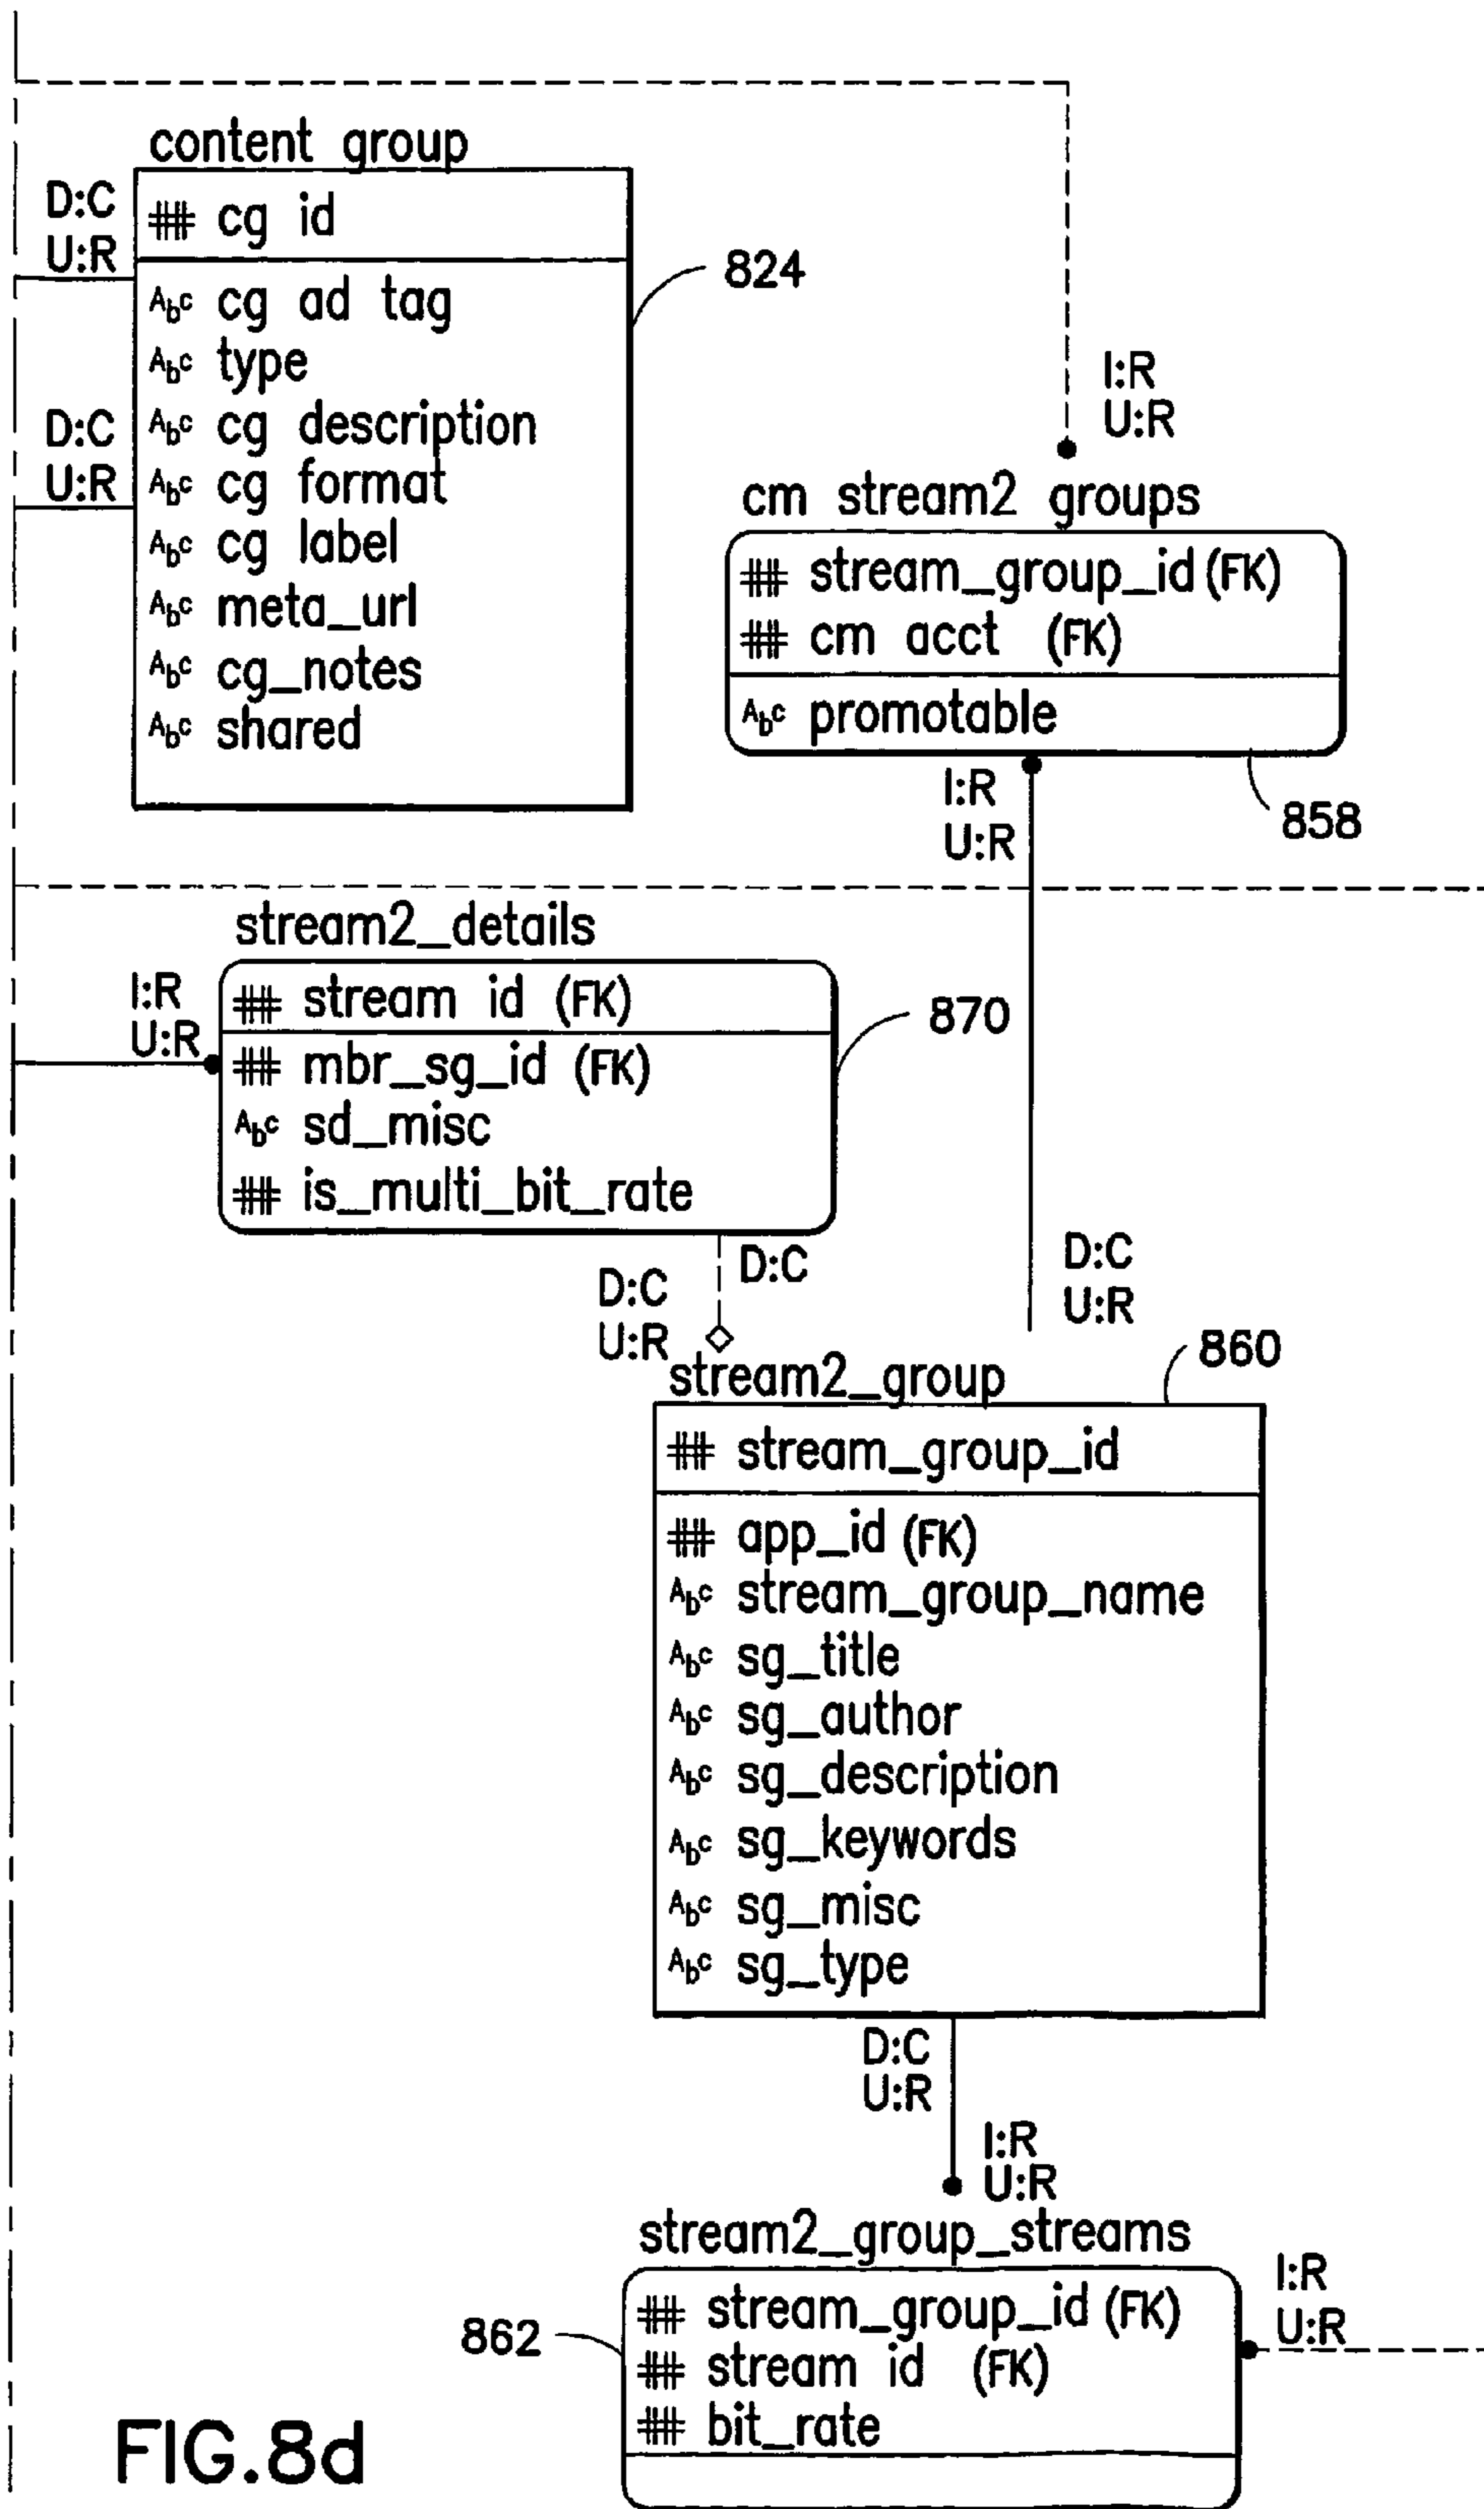 content group
D:C
U:R
## cg id
824
Abc cg ad tag
Abc type
D:C
U:R
Abc cg description
Abc cg format
Abc cg label
Abc meta_url
Abc cg_notes
Abc shared
I:R
U:R
cm stream2 groups
## stream_group_id (FK)
## cm acct (FK)
Abc promotable
858
I:R
U:R
stream2_details
I:R
U:R
## stream id (FK)
870
## mbr_sg_id (FK)
Abc sd_misc
## is_multi_bit_rate
D:C
U:R
D:C
D:C
U:R
860
stream2_group
## stream_group_id
## app_id (FK)
Abc stream_group_name
Abc sg_title
Abc sg_author
Abc sg_description
Abc sg_keywords
Abc sg_misc
Abc sg_type
D:C
U:R
I:R
U:R
stream2_group_streams
I:R
U:R
862
## stream_group_id (FK)
## stream id (FK)
## bit_rate
FIG.8d